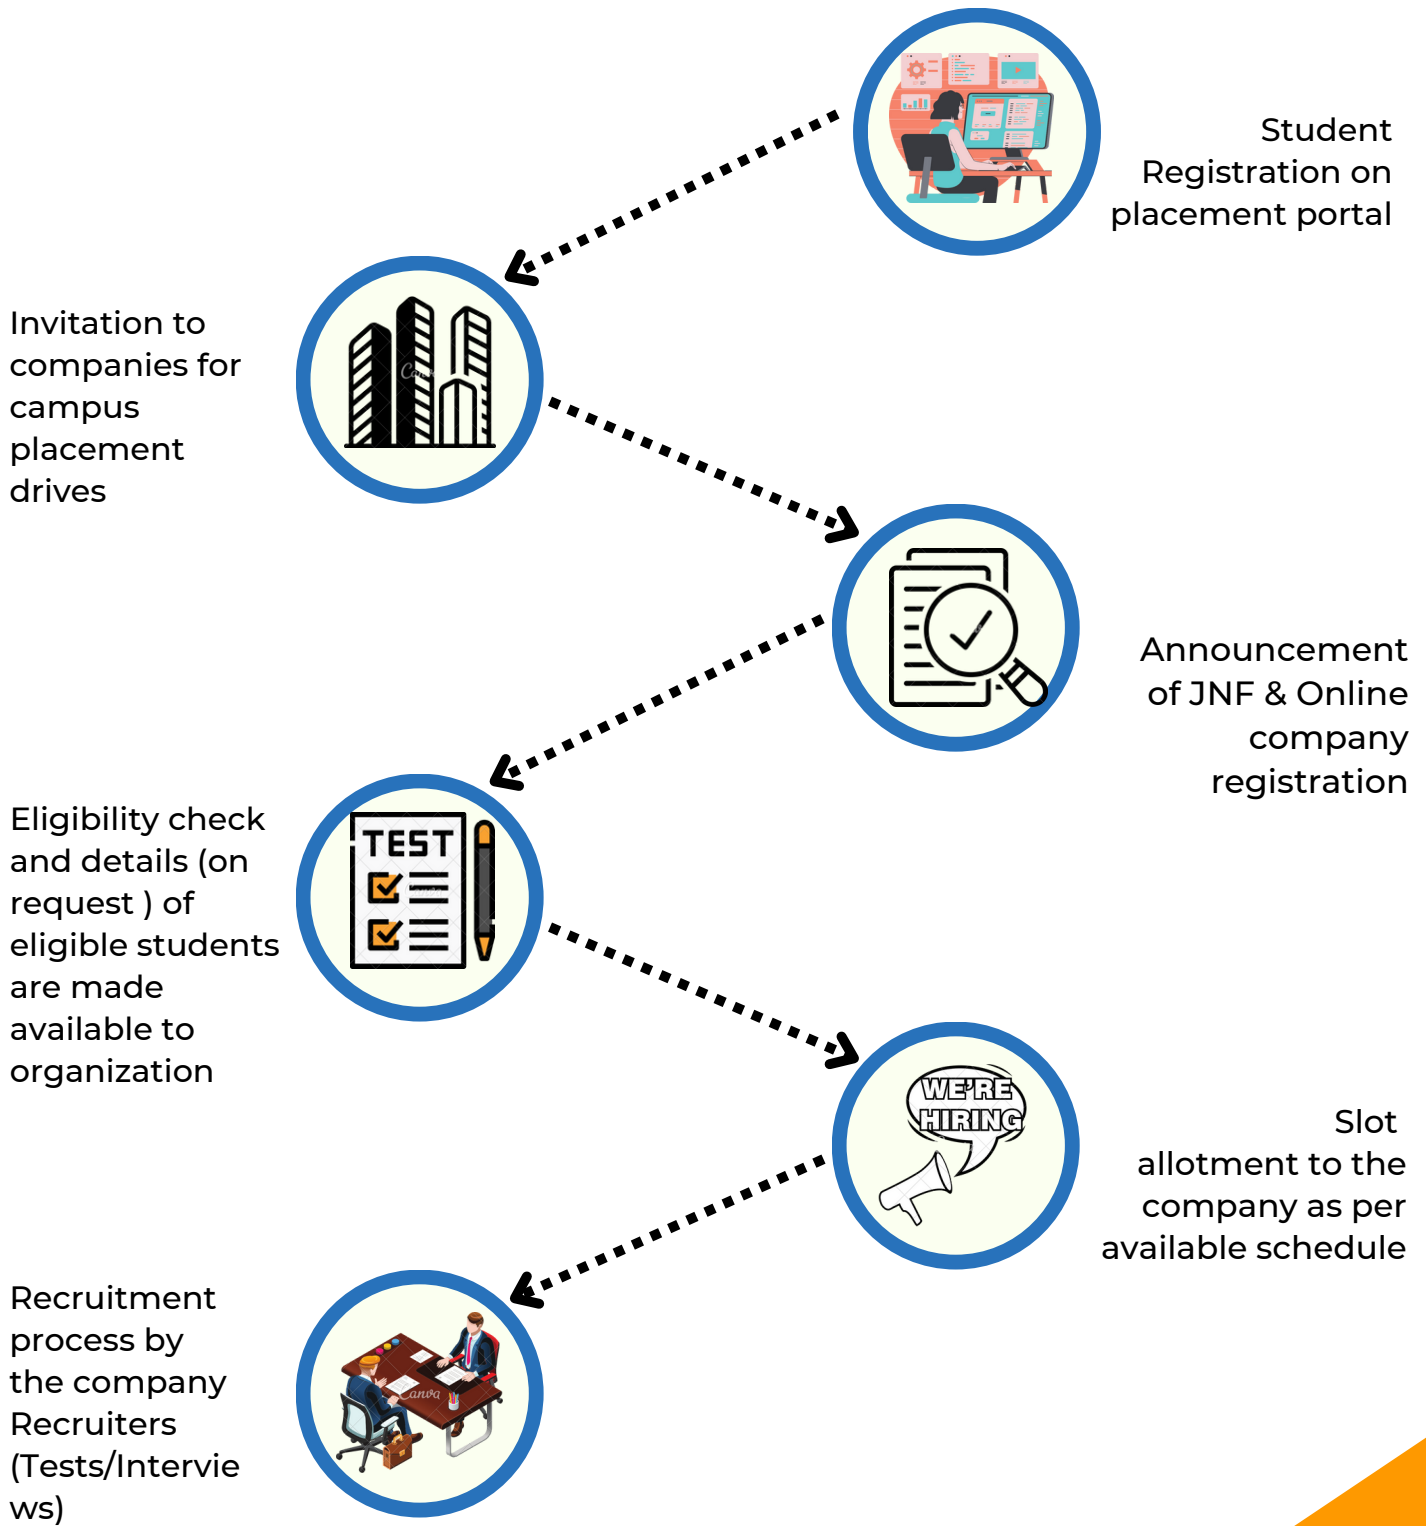 Student
Registration on
placement portal
Invitation to
companies for
campus
placement
drives
Canva
Announcement
of JNF & Online
company
registration
Eligibility check
and details (on
request ) of
eligible students
are made
available to
organization
TEST
WE'RE
HIRING
Slot
allotment to the
company as per
available schedule
Recruitment
process by
the company
Recruiters
(Tests/Intervie
ws)
Canva